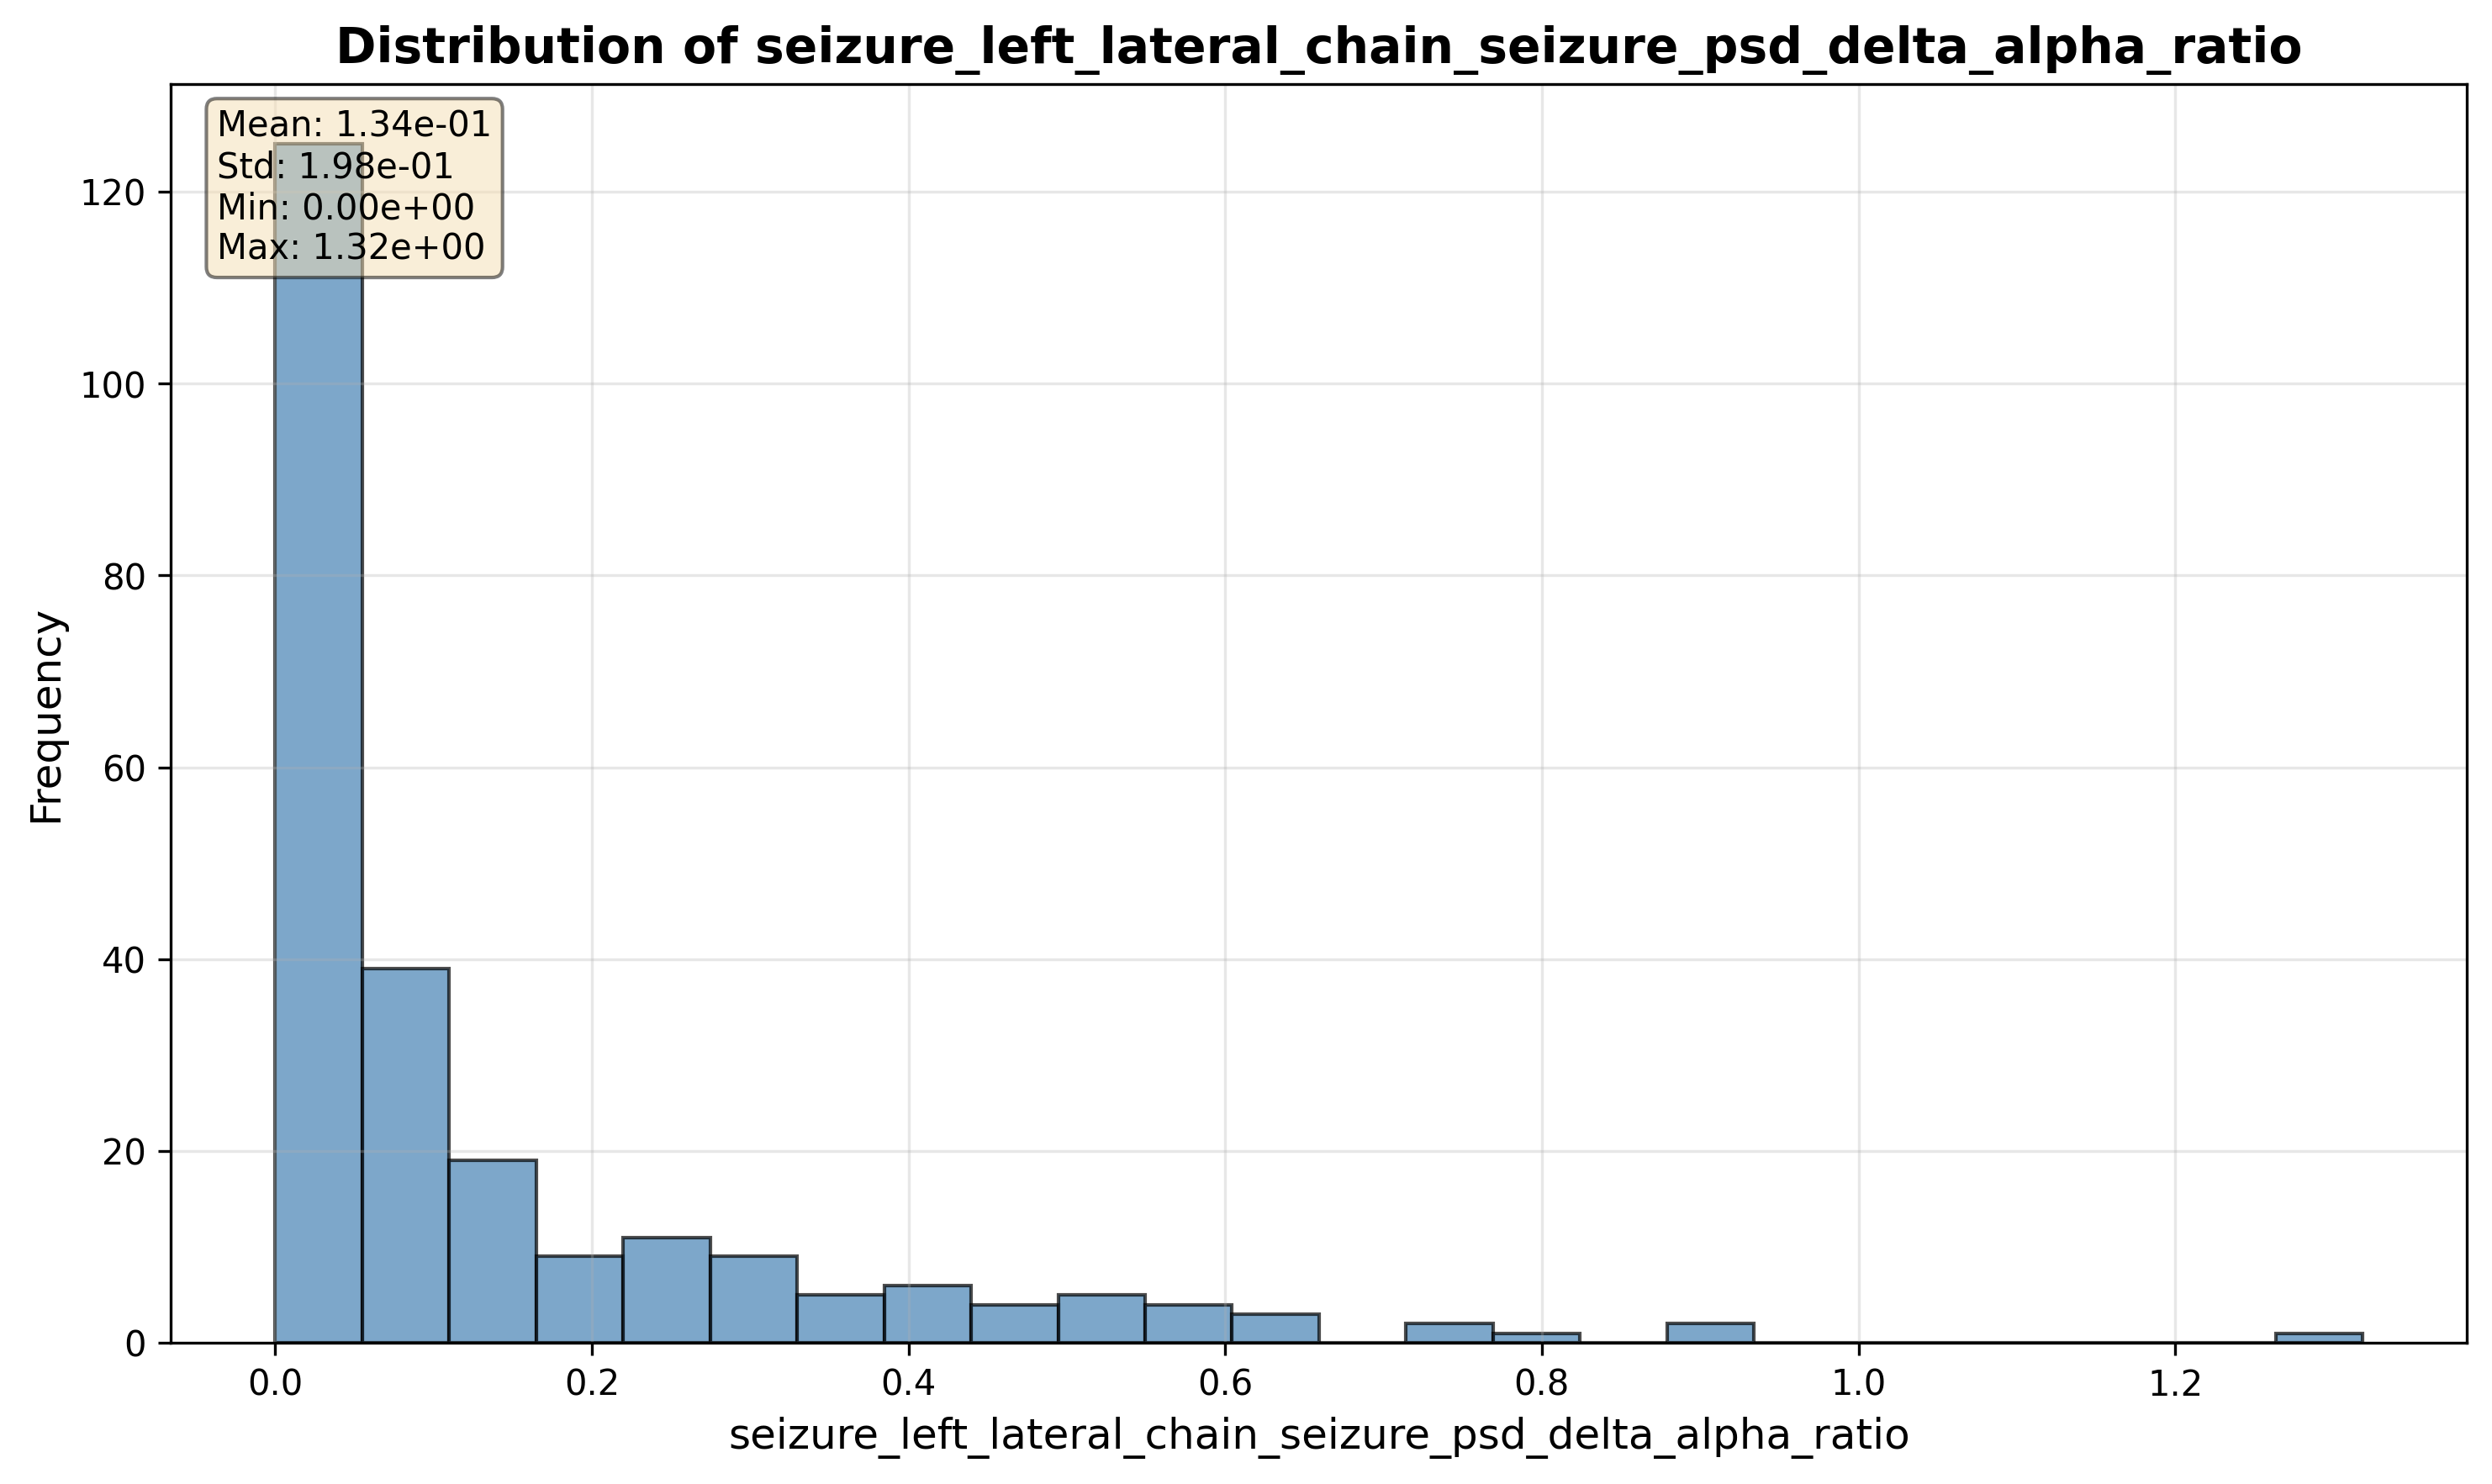 Distribution of seizure_left_lateral_chain_seizure_psd_delta_alpha_ratio
Mean: 1.34e-01
Std: 1.98e-01
Min: 0.00e+00
Max: 1.32e+00
120
100
80
60
40
20
0
Frequency
0.0 0.2 0.4 0.6 0.8 1.0 1.2
seizure_left_lateral_chain_seizure_psd_delta_alpha_ratio